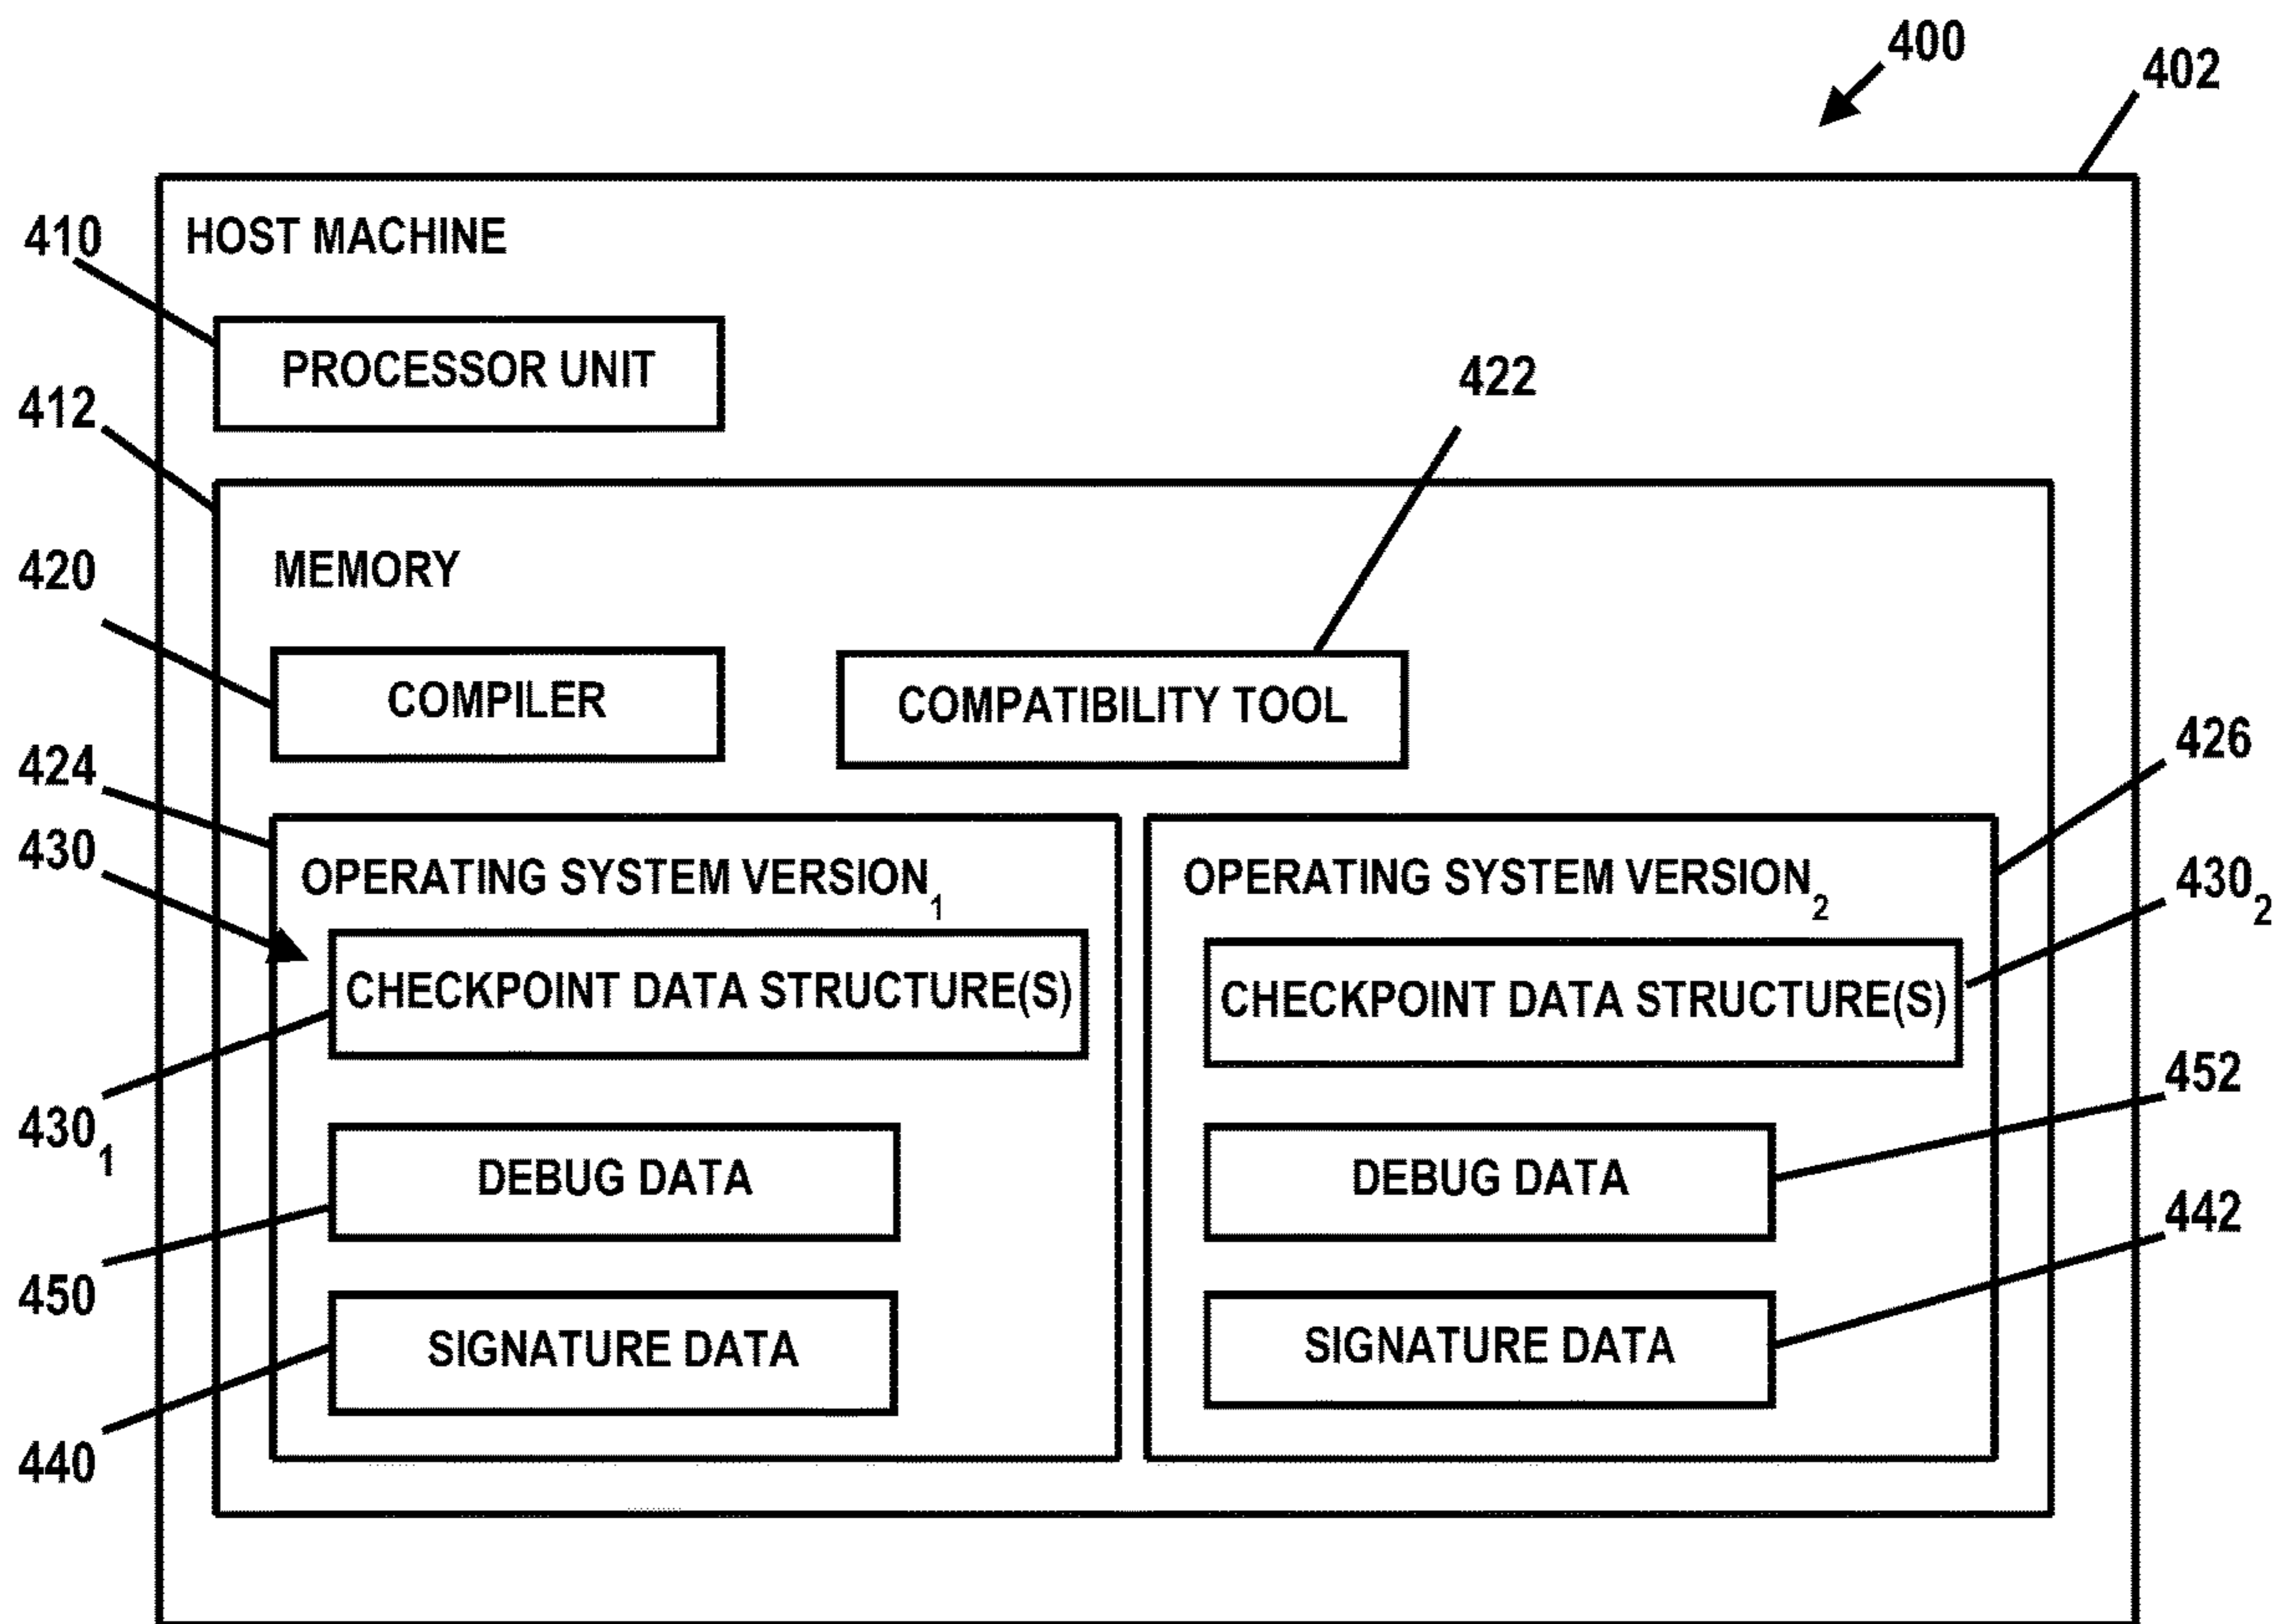 400
402
410
HOST MACHINE
PROCESSOR UNIT
412
422
420
MEMORY
COMPILER
COMPATIBILITY TOOL
424
426
430
OPERATING SYSTEM VERSION₁
OPERATING SYSTEM VERSION₂
430₂
CHECKPOINT DATA STRUCTURE(S)
CHECKPOINT DATA STRUCTURE(S)
430₁
452
DEBUG DATA
DEBUG DATA
442
450
SIGNATURE DATA
SIGNATURE DATA
440